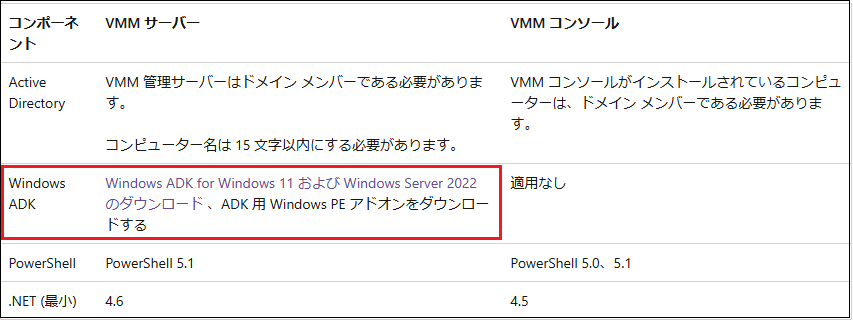 コンポーネント VMM サーバー VMM コンソール
Active Directory VMM 管理サーバーはドメイン メンバーである必要があります。 VMM コンソールがインストールされているコンピューターは、ドメイン メンバーである必要があります。
コンピューター名は 15 文字以内にする必要があります。
Windows ADK Windows ADK for Windows 11 および Windows Server 2022 のダウンロード 、ADK 用 Windows PE アドオンをダウンロードする 適用なし
PowerShell PowerShell 5.1 PowerShell 5.0、5.1
.NET (最小) 4.6 4.5